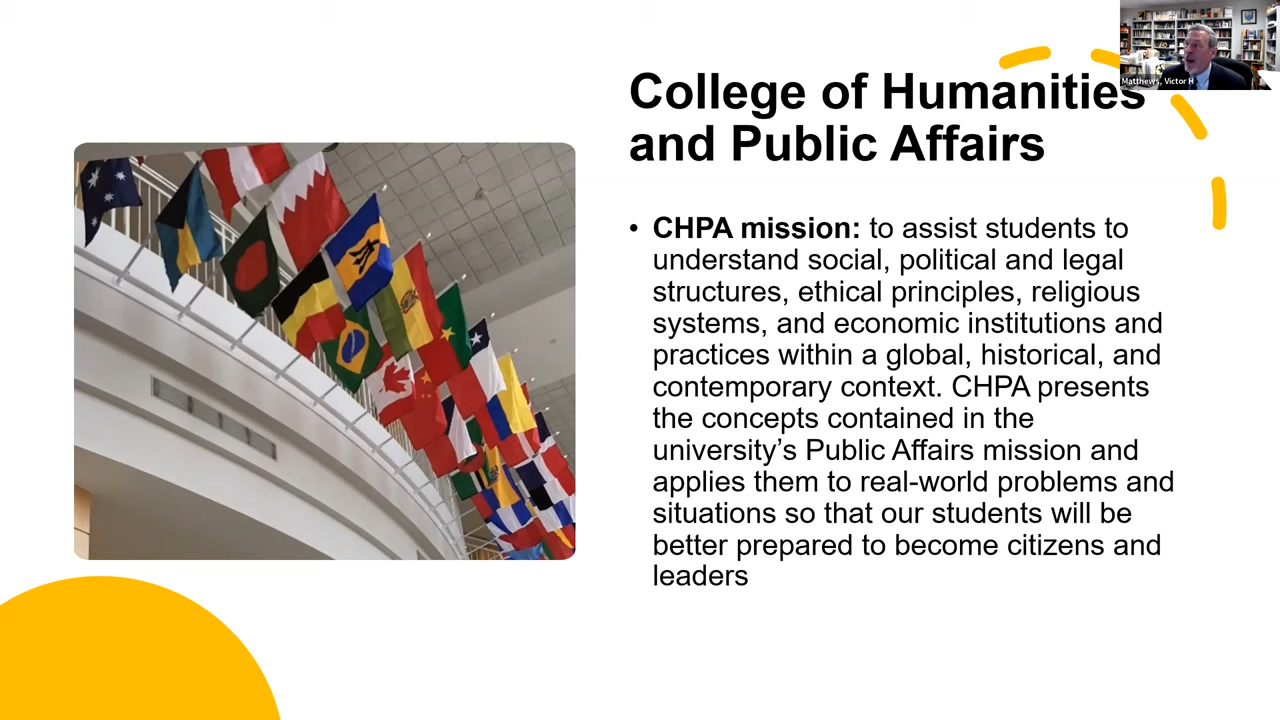 Matthews, Victor H
College of Humanities
and Public Affairs
• CHPA mission: to assist students to
understand social, political and legal
structures, ethical principles, religious
systems, and economic institutions and
practices within a global, historical, and
contemporary context. CHPA presents
the concepts contained in the
university’s Public Affairs mission and
applies them to real-world problems and
situations so that our students will be
better prepared to become citizens and
leaders